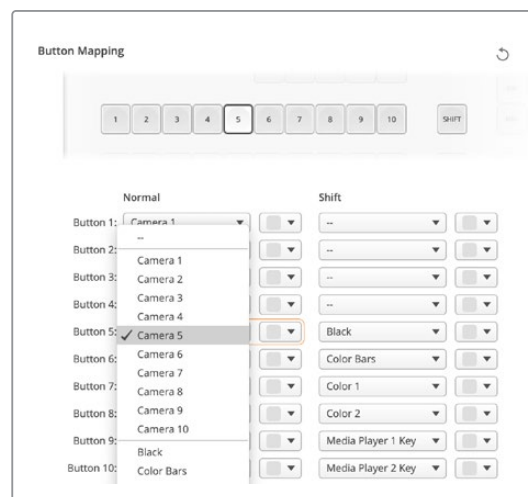 Button Mapping
1 2 3 4 5 6 7 8 9 10 SHIFT
Normal Shift
Button 1: Camera 1 --
Button 2: --
Button 3: --
Button 4: --
Button 5: Black
Button 6: Color Bars
Button 7: Color 1
Button 8: Color 2
Button 9: Media Player 1 Key
Button 10: Media Player 2 Key
--
Camera 1
Camera 2
Camera 3
Camera 4
✓ Camera 5
Camera 6
Camera 7
Camera 8
Camera 9
Camera 10
Black
Color Bars